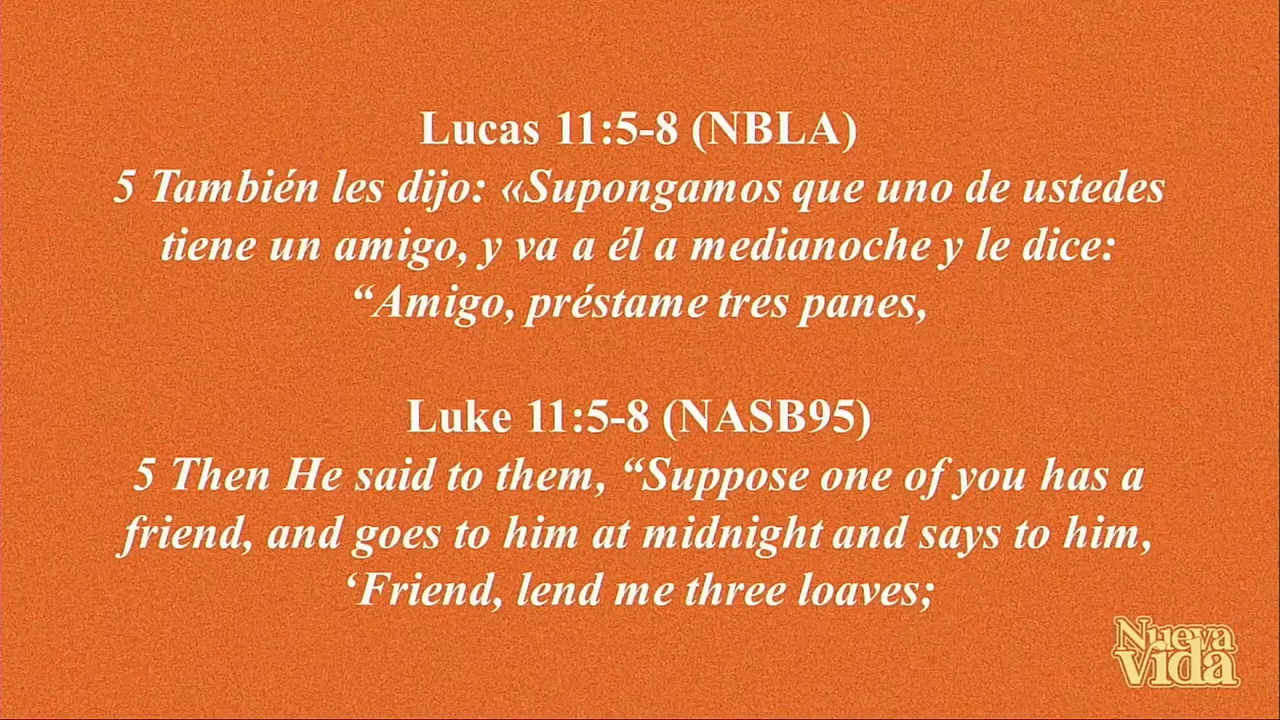 Lucas 11:5-8 (NBLA)
5 También les dijo: «Supongamos que uno de ustedes
tiene un amigo, y va a él a medianoche y le dice:
“Amigo, préstame tres panes,
Luke 11:5-8 (NASB95)
5 Then He said to them, “Suppose one of you has a
friend, and goes to him at midnight and says to him,
‘Friend, lend me three loaves;
Nueva
Vida